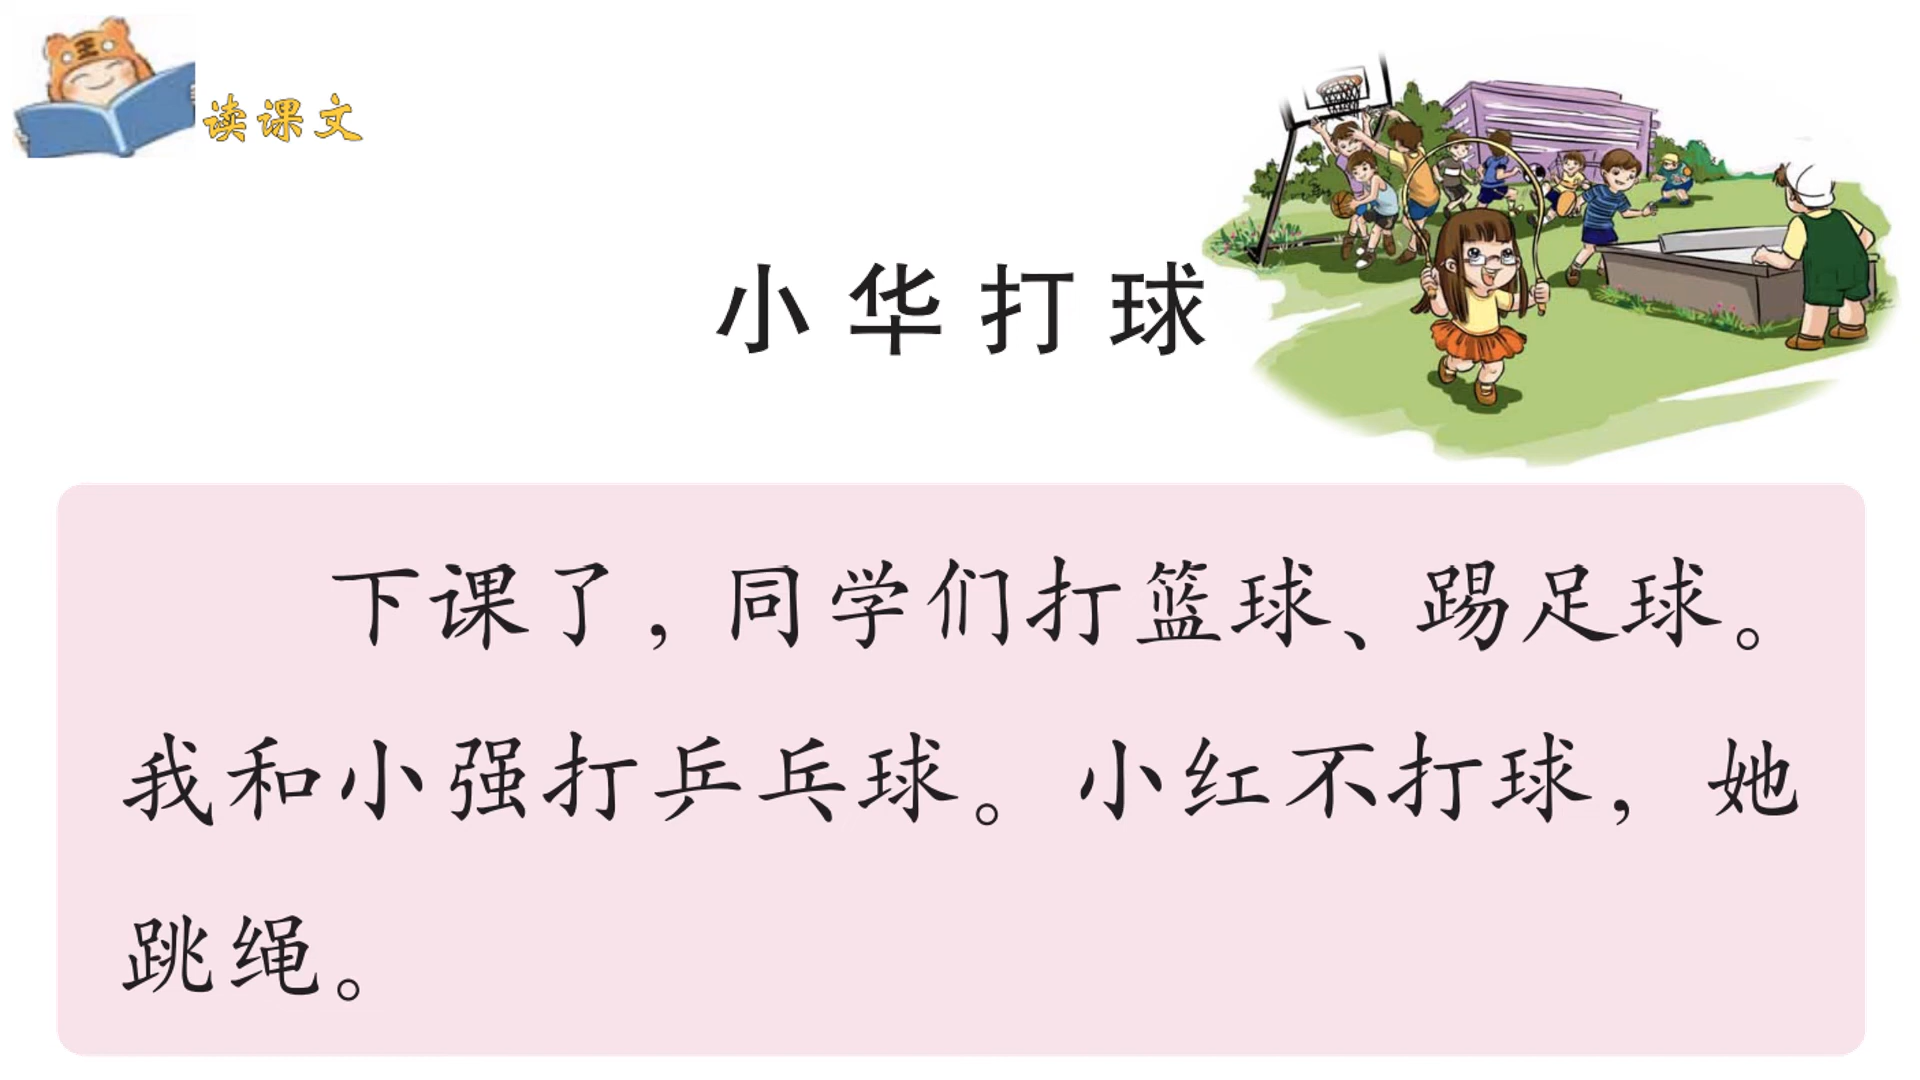 读课文
小华打球
下课了，同学们打篮球、踢足球。
我和小强打乒乓球。小红不打球，她
跳绳。